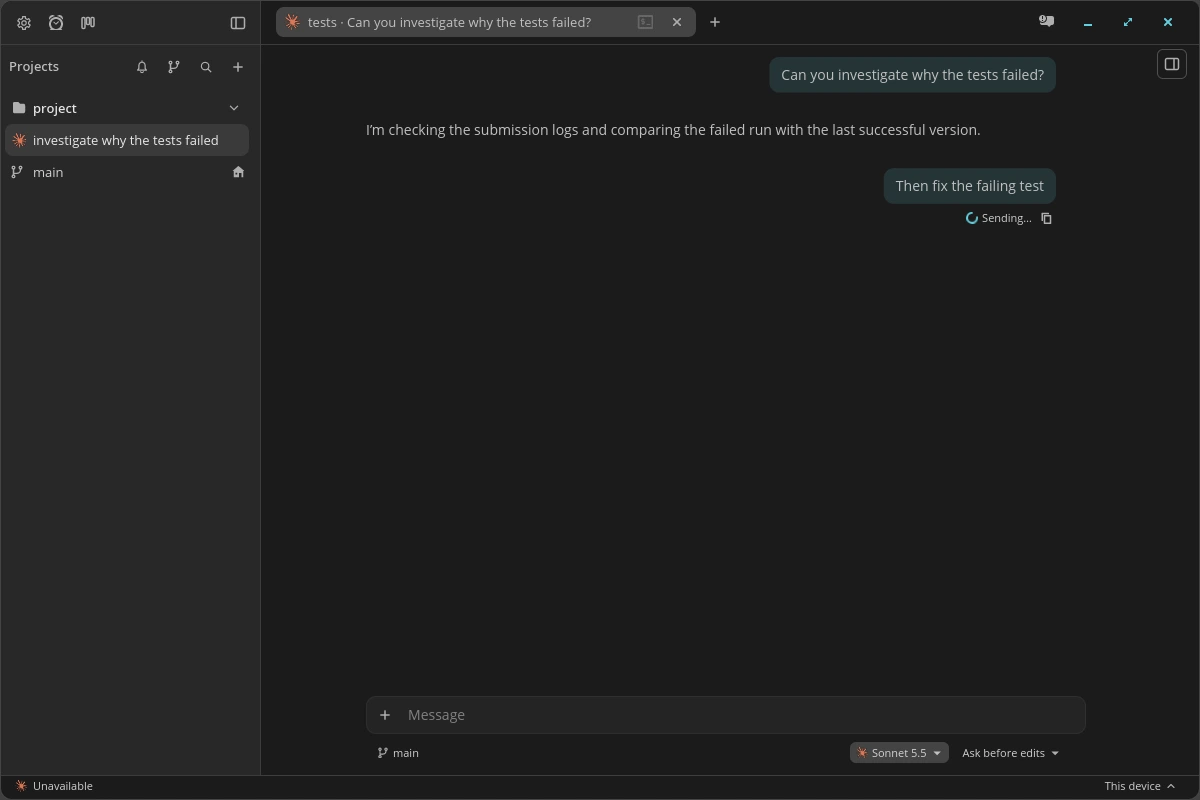 tests · Can you investigate why the tests failed?
Projects
project
investigate why the tests failed
main
Can you investigate why the tests failed?
I'm checking the submission logs and comparing the failed run with the last successful version.
Then fix the failing test
Sending...
Message
main
Sonnet 5.5
Ask before edits
Unavailable
This device